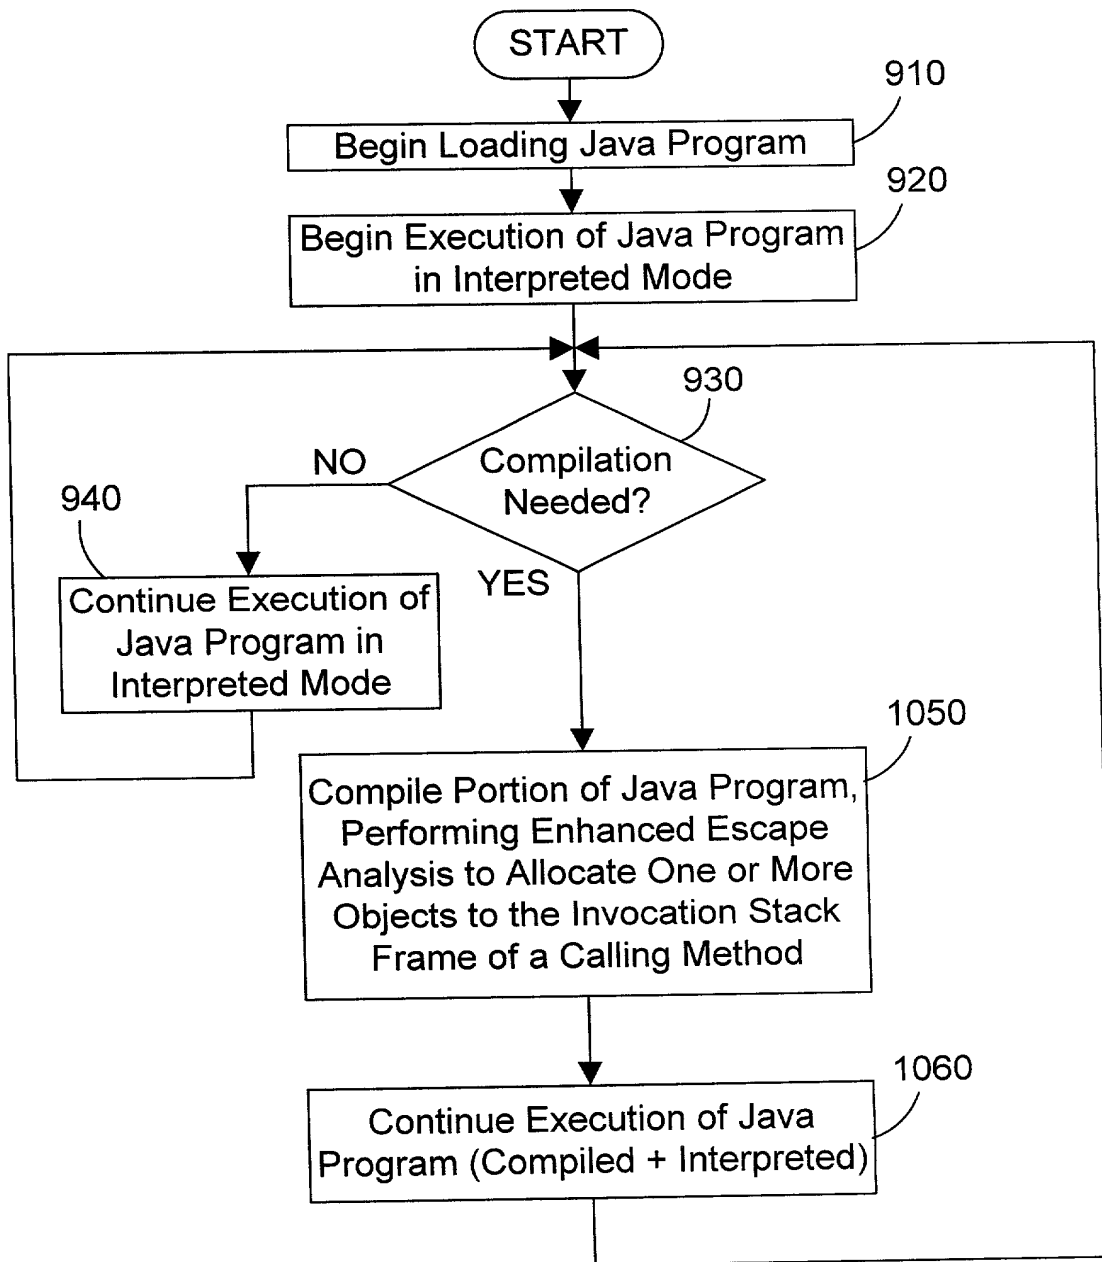 START
910
Begin Loading Java Program
920
Begin Execution of Java Program
in Interpreted Mode
930
Compilation
Needed?
NO
940
Continue Execution of
Java Program in
Interpreted Mode
YES
1050
Compile Portion of Java Program,
Performing Enhanced Escape
Analysis to Allocate One or More
Objects to the Invocation Stack
Frame of a Calling Method
1060
Continue Execution of Java
Program (Compiled + Interpreted)